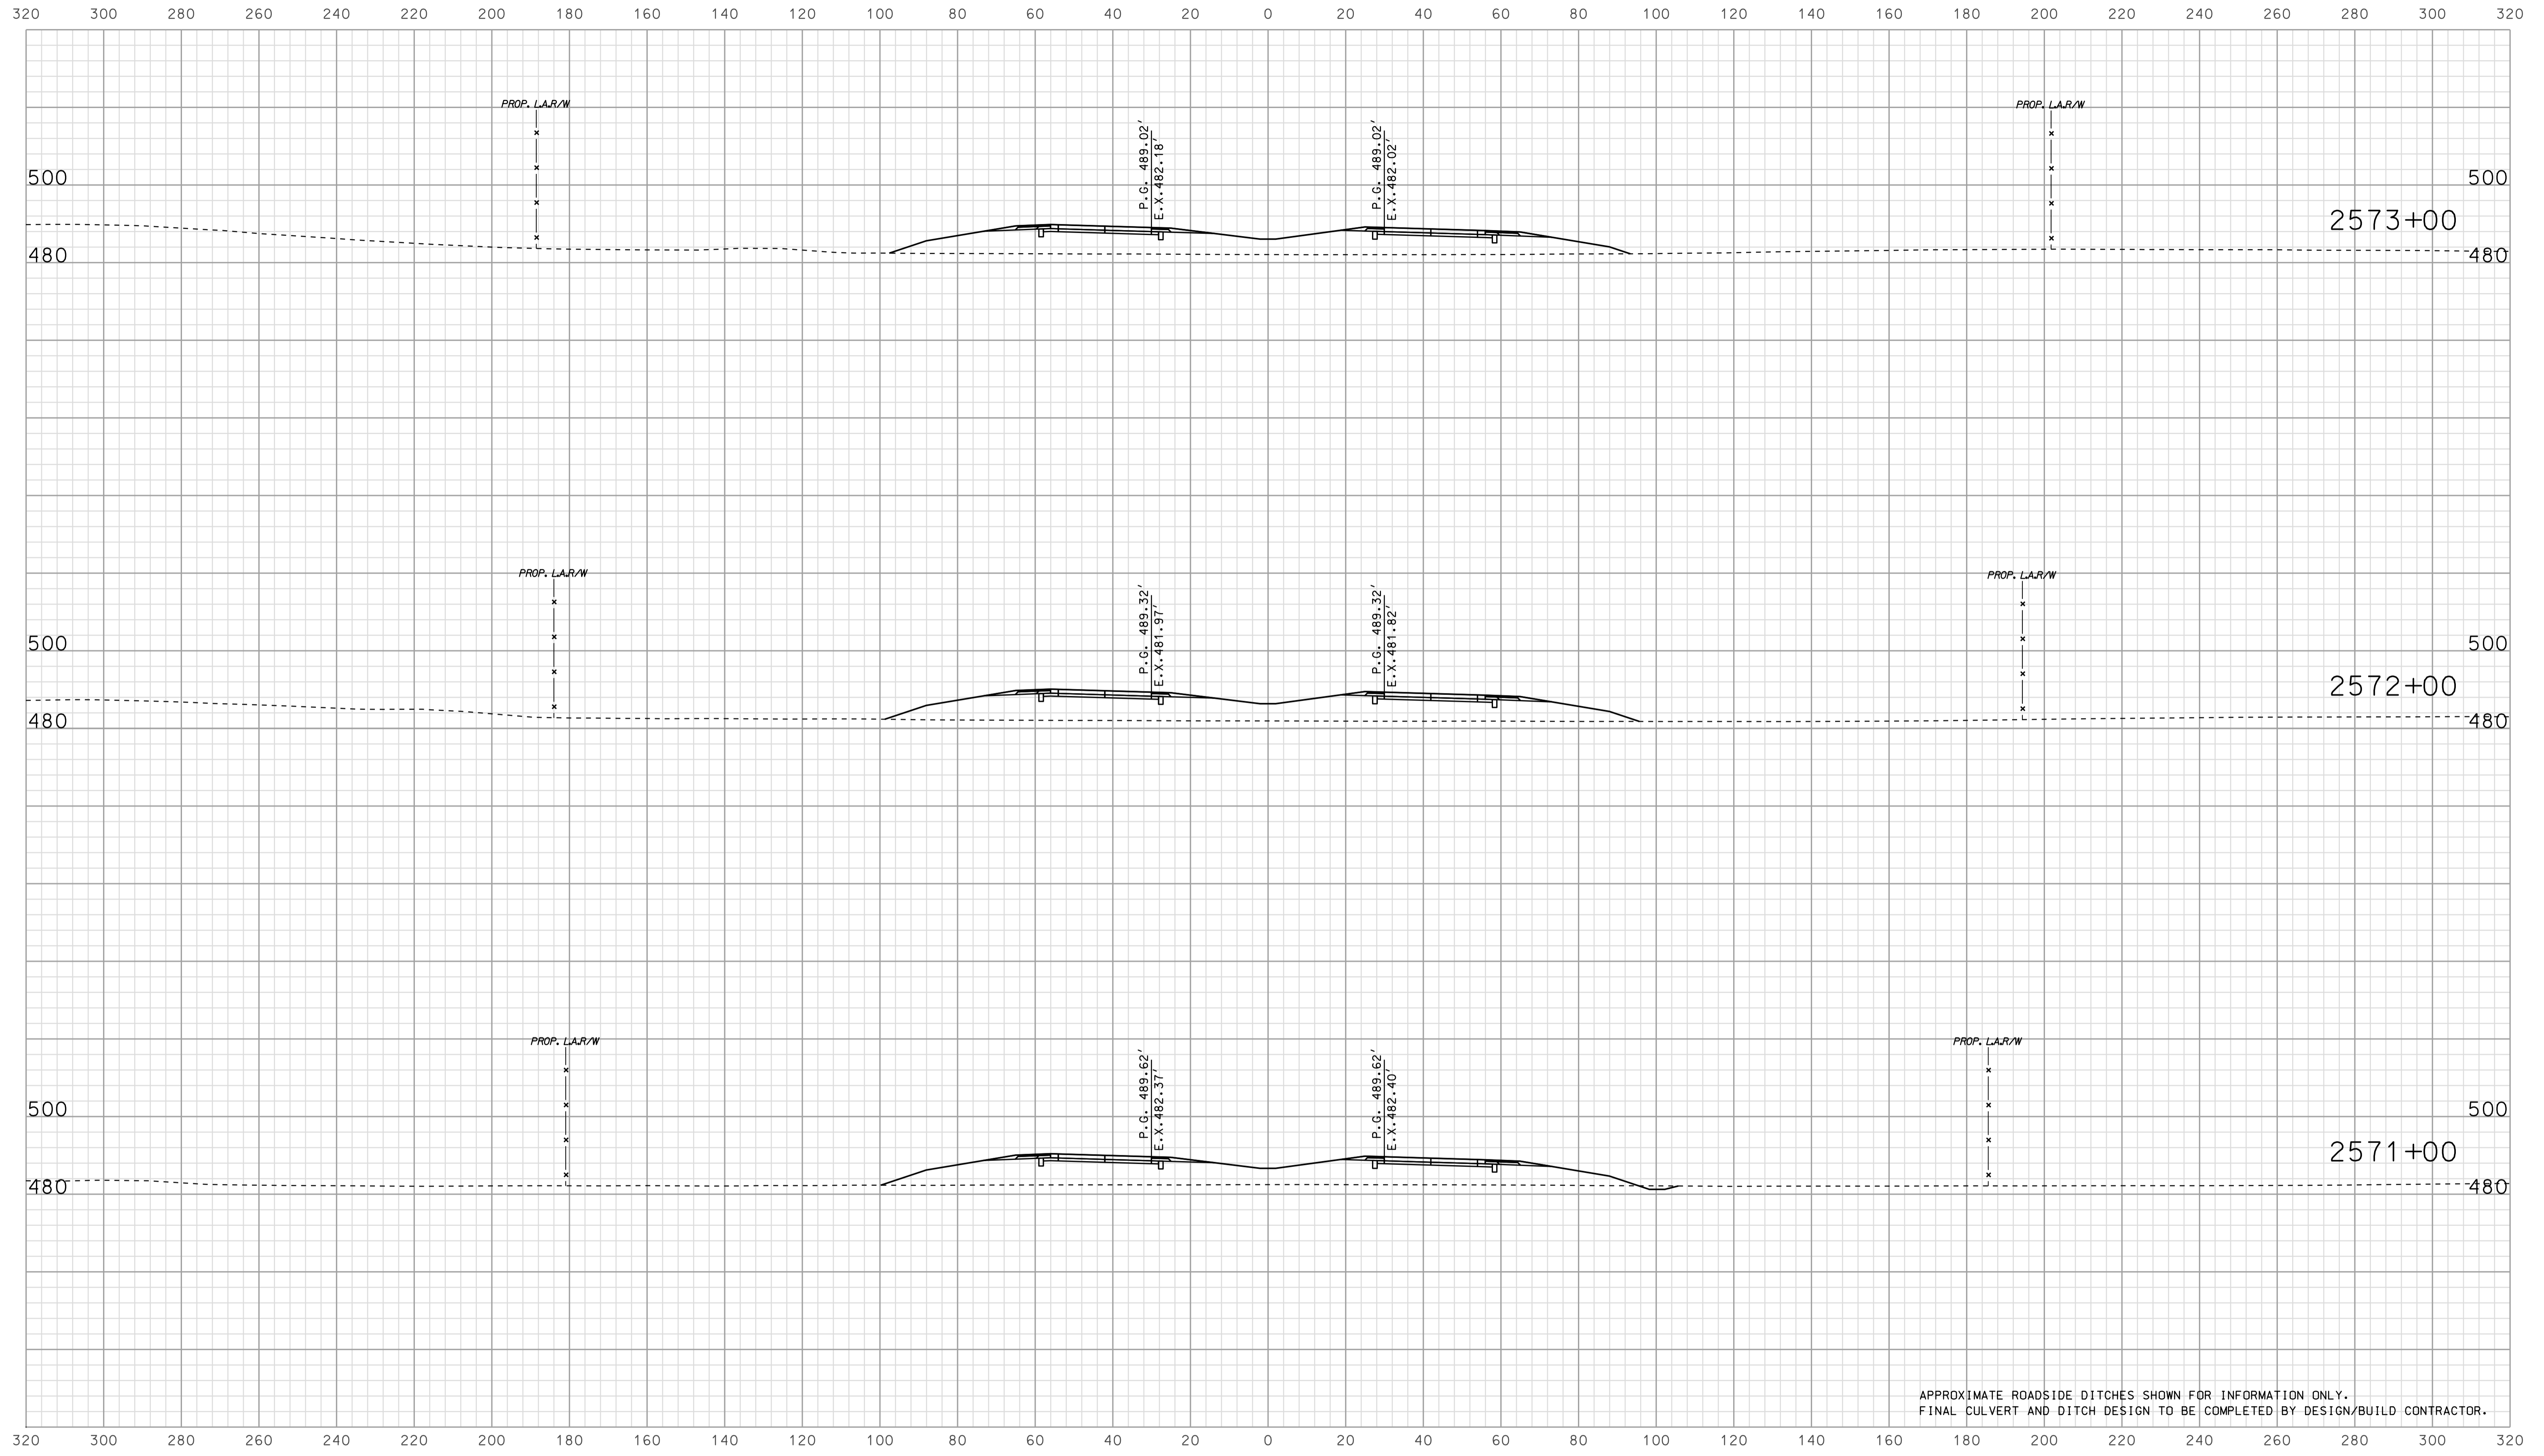 320 300 280 260 240 220 200 180 160 140 120 100 80 60 40 20 0 20 40 60 80 100 120 140 160 180 200 220 240 260 280 300 320
PROP. L.A.R/W
PROP. L.A.R/W
P.G. 489.02'
E.X.482.18'
P.G. 489.02'
E.X.482.02'
500
500
2573+00
480
480
PROP. L.A.R/W
PROP. L.A.R/W
P.G. 489.32'
E.X.481.97'
P.G. 489.32'
E.X.481.82'
500
500
2572+00
480
480
PROP. L.A.R/W
PROP. L.A.R/W
P.G. 489.62'
E.X.482.37'
P.G. 489.62'
E.X.482.40'
500
500
2571+00
480
480
APPROXIMATE ROADSIDE DITCHES SHOWN FOR INFORMATION ONLY.
FINAL CULVERT AND DITCH DESIGN TO BE COMPLETED BY DESIGN/BUILD CONTRACTOR.
320 300 280 260 240 220 200 180 160 140 120 100 80 60 40 20 0 20 40 60 80 100 120 140 160 180 200 220 240 260 280 300 320